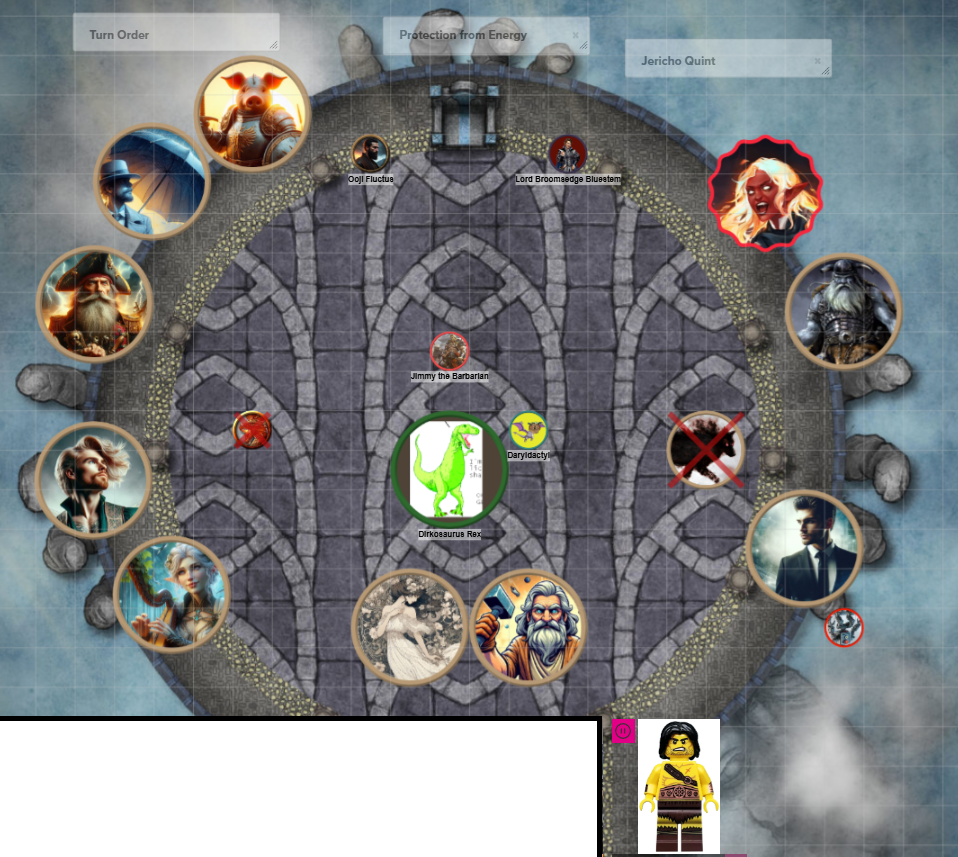 Turn Order
Protection from Energy
Jericho Quint
Ooji Fluctus
Lord Broomsedge Bluestem
Jimmy the Barbarian
Daryldactyl
Dirkosaurus Rex